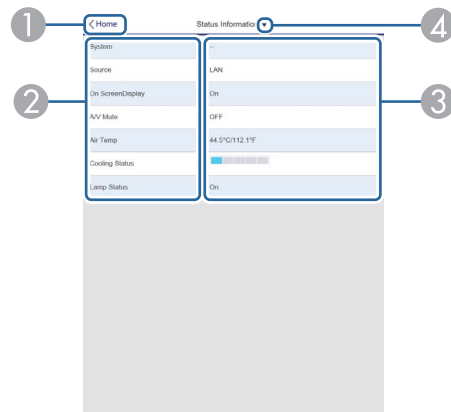 1
< Home
Status Information ▼
4
System
--
Source
LAN
2
On ScreenDisplay
On
3
A/V Mute
OFF
Air Temp
44.5°C/112.1°F
Cooling Status
Lamp Status
On